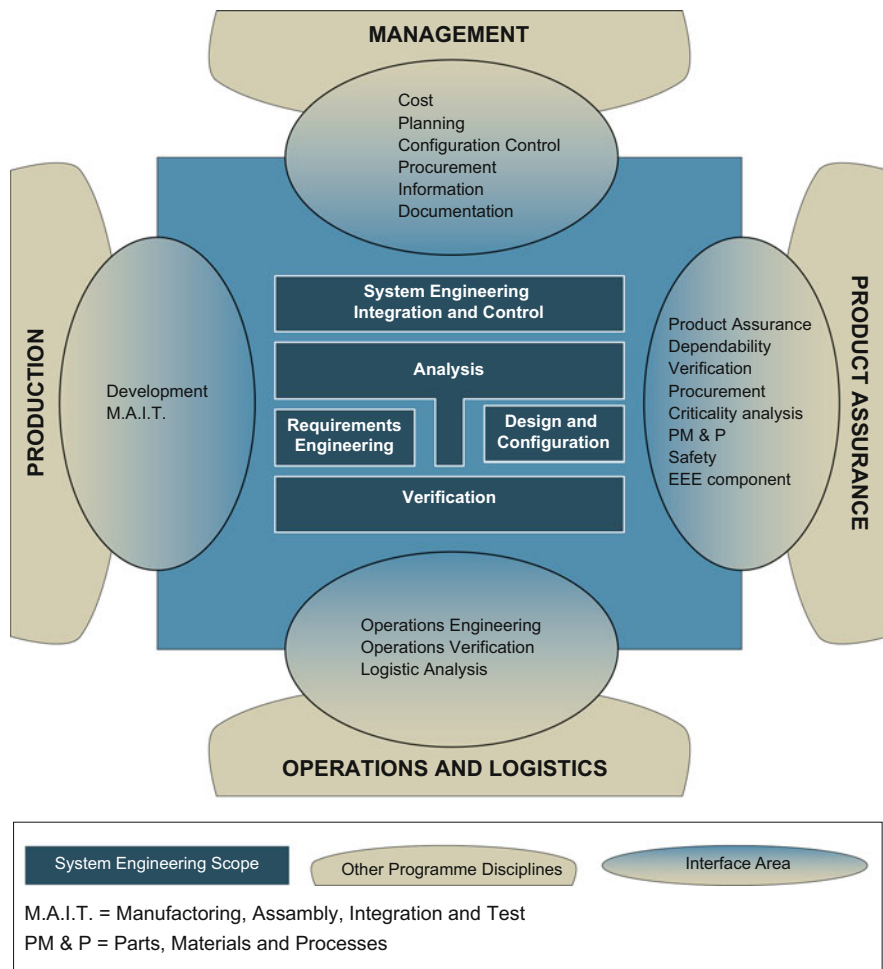 MANAGEMENT
Cost
Planning
Configuration Control
Procurement
Information
Documentation
PRODUCTION
Development
M.A.I.T.
System Engineering
Integration and Control
Analysis
Requirements
Engineering
Design and
Configuration
Verification
Product Assurance
Dependability
Verification
Procurement
Criticality analysis
PM & P
Safety
EEE component
PRODUCT ASSURANCE
Operations Engineering
Operations Verification
Logistic Analysis
OPERATIONS AND LOGISTICS
System Engineering Scope
Other Programme Disciplines
Interface Area
M.A.I.T. = Manufactoring, Assambly, Integration and Test
PM & P = Parts, Materials and Processes